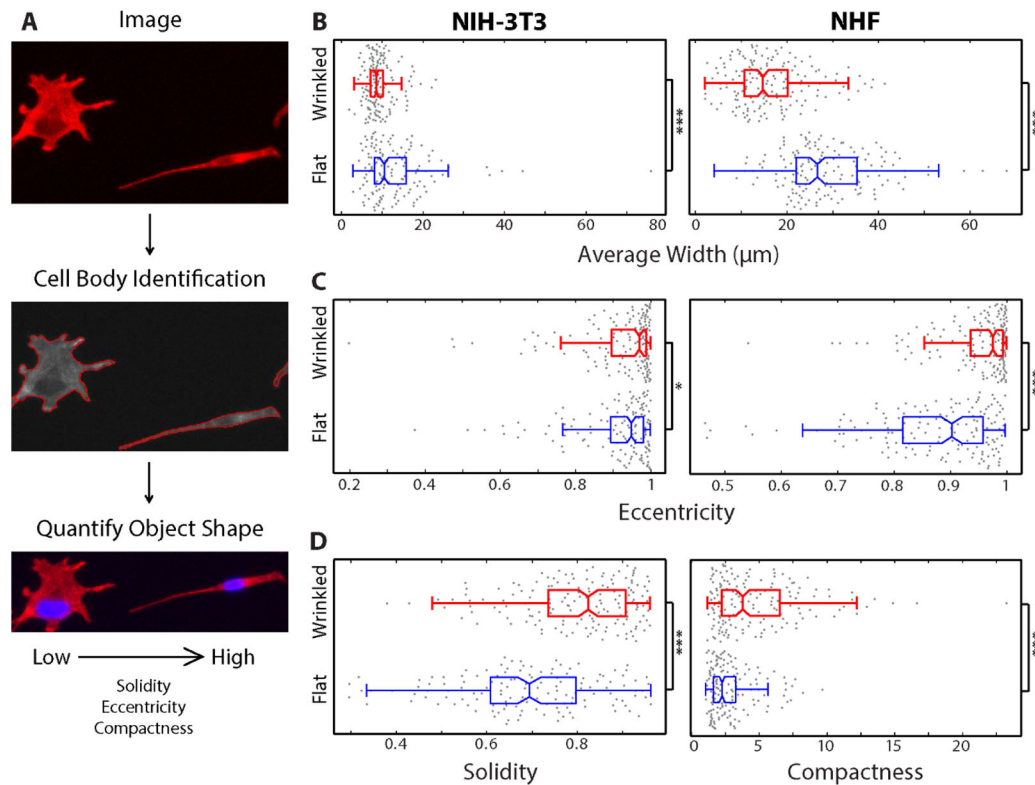 A
Image
Cell Body Identification
Quantify Object Shape
Low
High
Solidity
Eccentricity
Compactness
B
NIH-3T3
NHF
Wrinkled
Flat
***
***
0 20 40 60 80
0 20 40 60
Average Width (µm)
C
Wrinkled
Flat
*
***
0.2 0.4 0.6 0.8 1
0.5 0.6 0.7 0.8 0.9 1
Eccentricity
D
Wrinkled
Flat
***
***
0.4 0.6 0.8
0 5 10 15 20
Solidity
Compactness